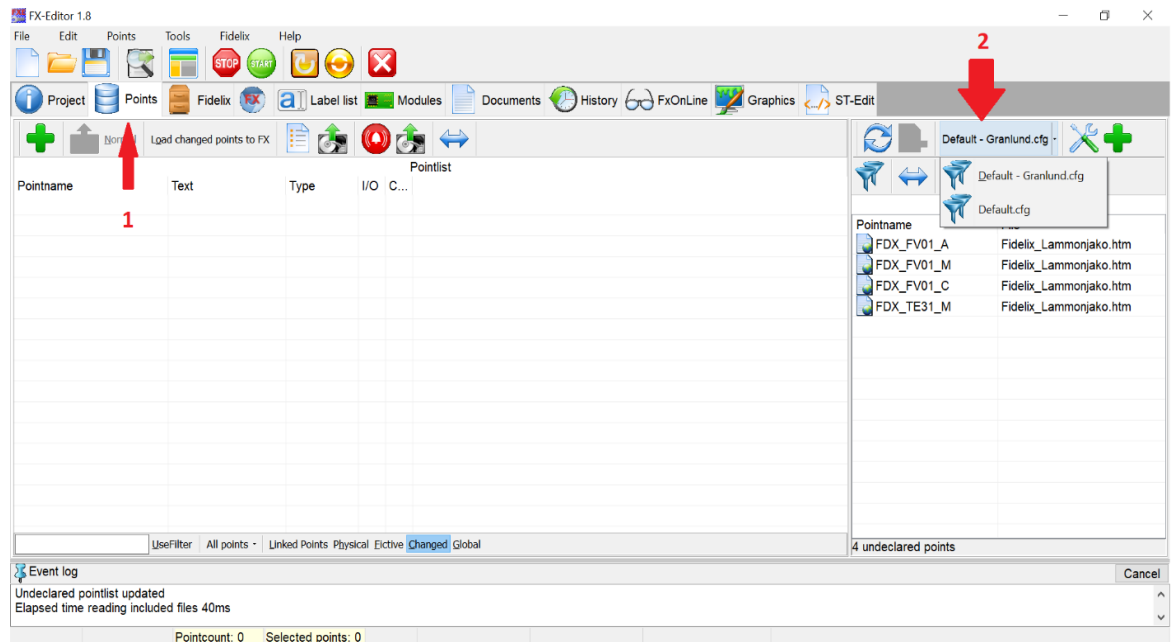 FX-Editor 1.8
File Edit Points Tools Fidelix Help
STOP START
2
Project Points Fidelix FX Label list Modules Documents History FxOnLine Graphics ST-Edit
Load changed points to FX
Default - Granlund.cfg
Pointlist
Default - Granlund.cfg
Pointname Text Type I/O C...
Default.cfg
1
Pointname
FDX_FV01_A Fidelix_Lammonjako.htm
FDX_FV01_M Fidelix_Lammonjako.htm
FDX_FV01_C Fidelix_Lammonjako.htm
FDX_TE31_M Fidelix_Lammonjako.htm
UseFilter All points Linked Points Physical Fictive Changed Global
4 undeclared points
Event log
Cancel
Undeclared pointlist updated
Elapsed time reading included files 40ms
Pointcount: 0 Selected points: 0